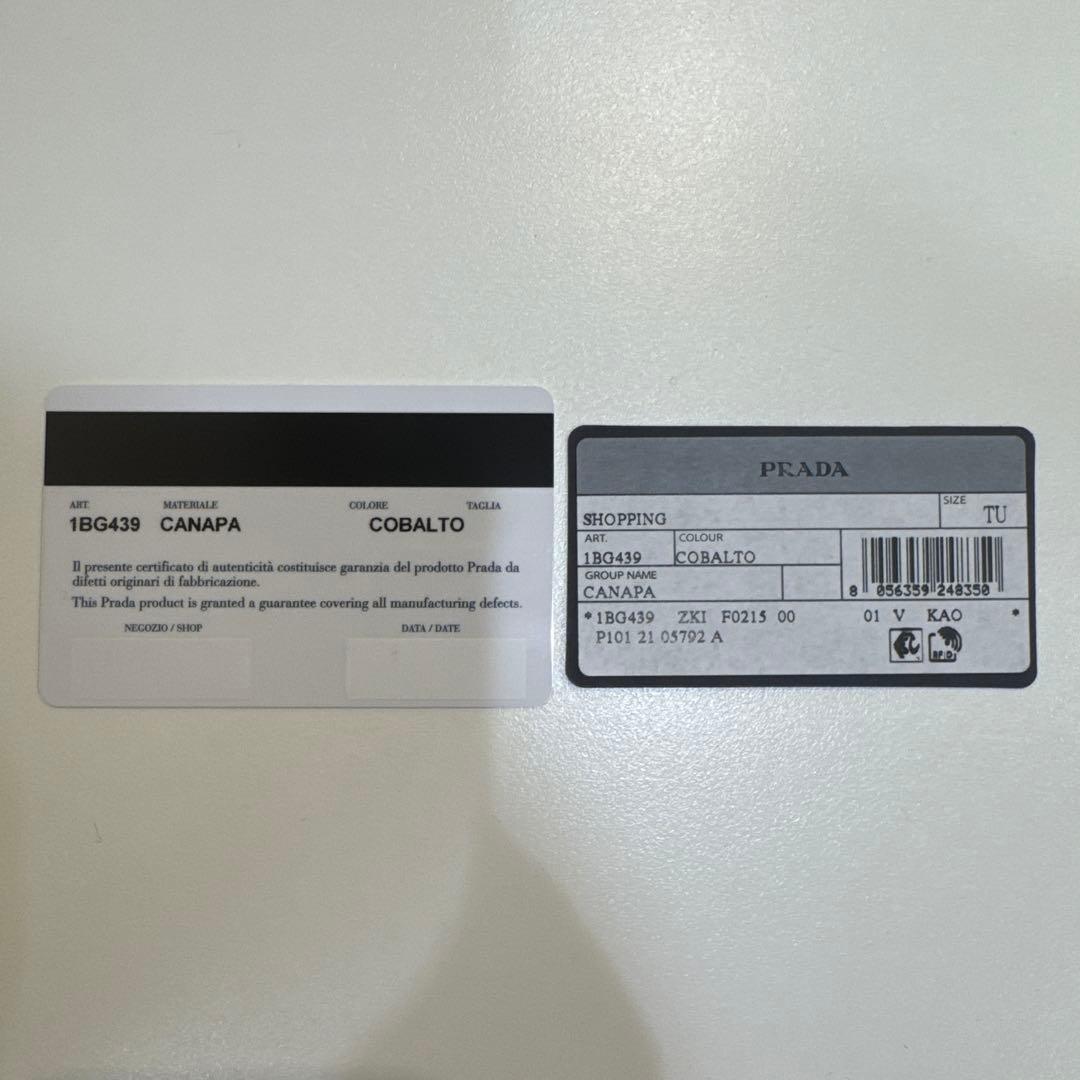 ART. MATERIALE COLORE TAGLIA
1BG439 CANAPA COBALTO
Il presente certificato di autenticità costituisce garanzia del prodotto Prada da
difetti originari di fabbricazione.
This Prada product is granted a guarantee covering all manufacturing defects.
NEGOZIO / SHOP DATA / DATE
PRADA
SIZE
SHOPPING TU
ART. COLOUR
1BG439 COBALTO
GROUP NAME
CANAPA
8 056359 248350
*1BG439 ZKI F0215 00 01 V KAO *
P101 21 05792 A
RFID